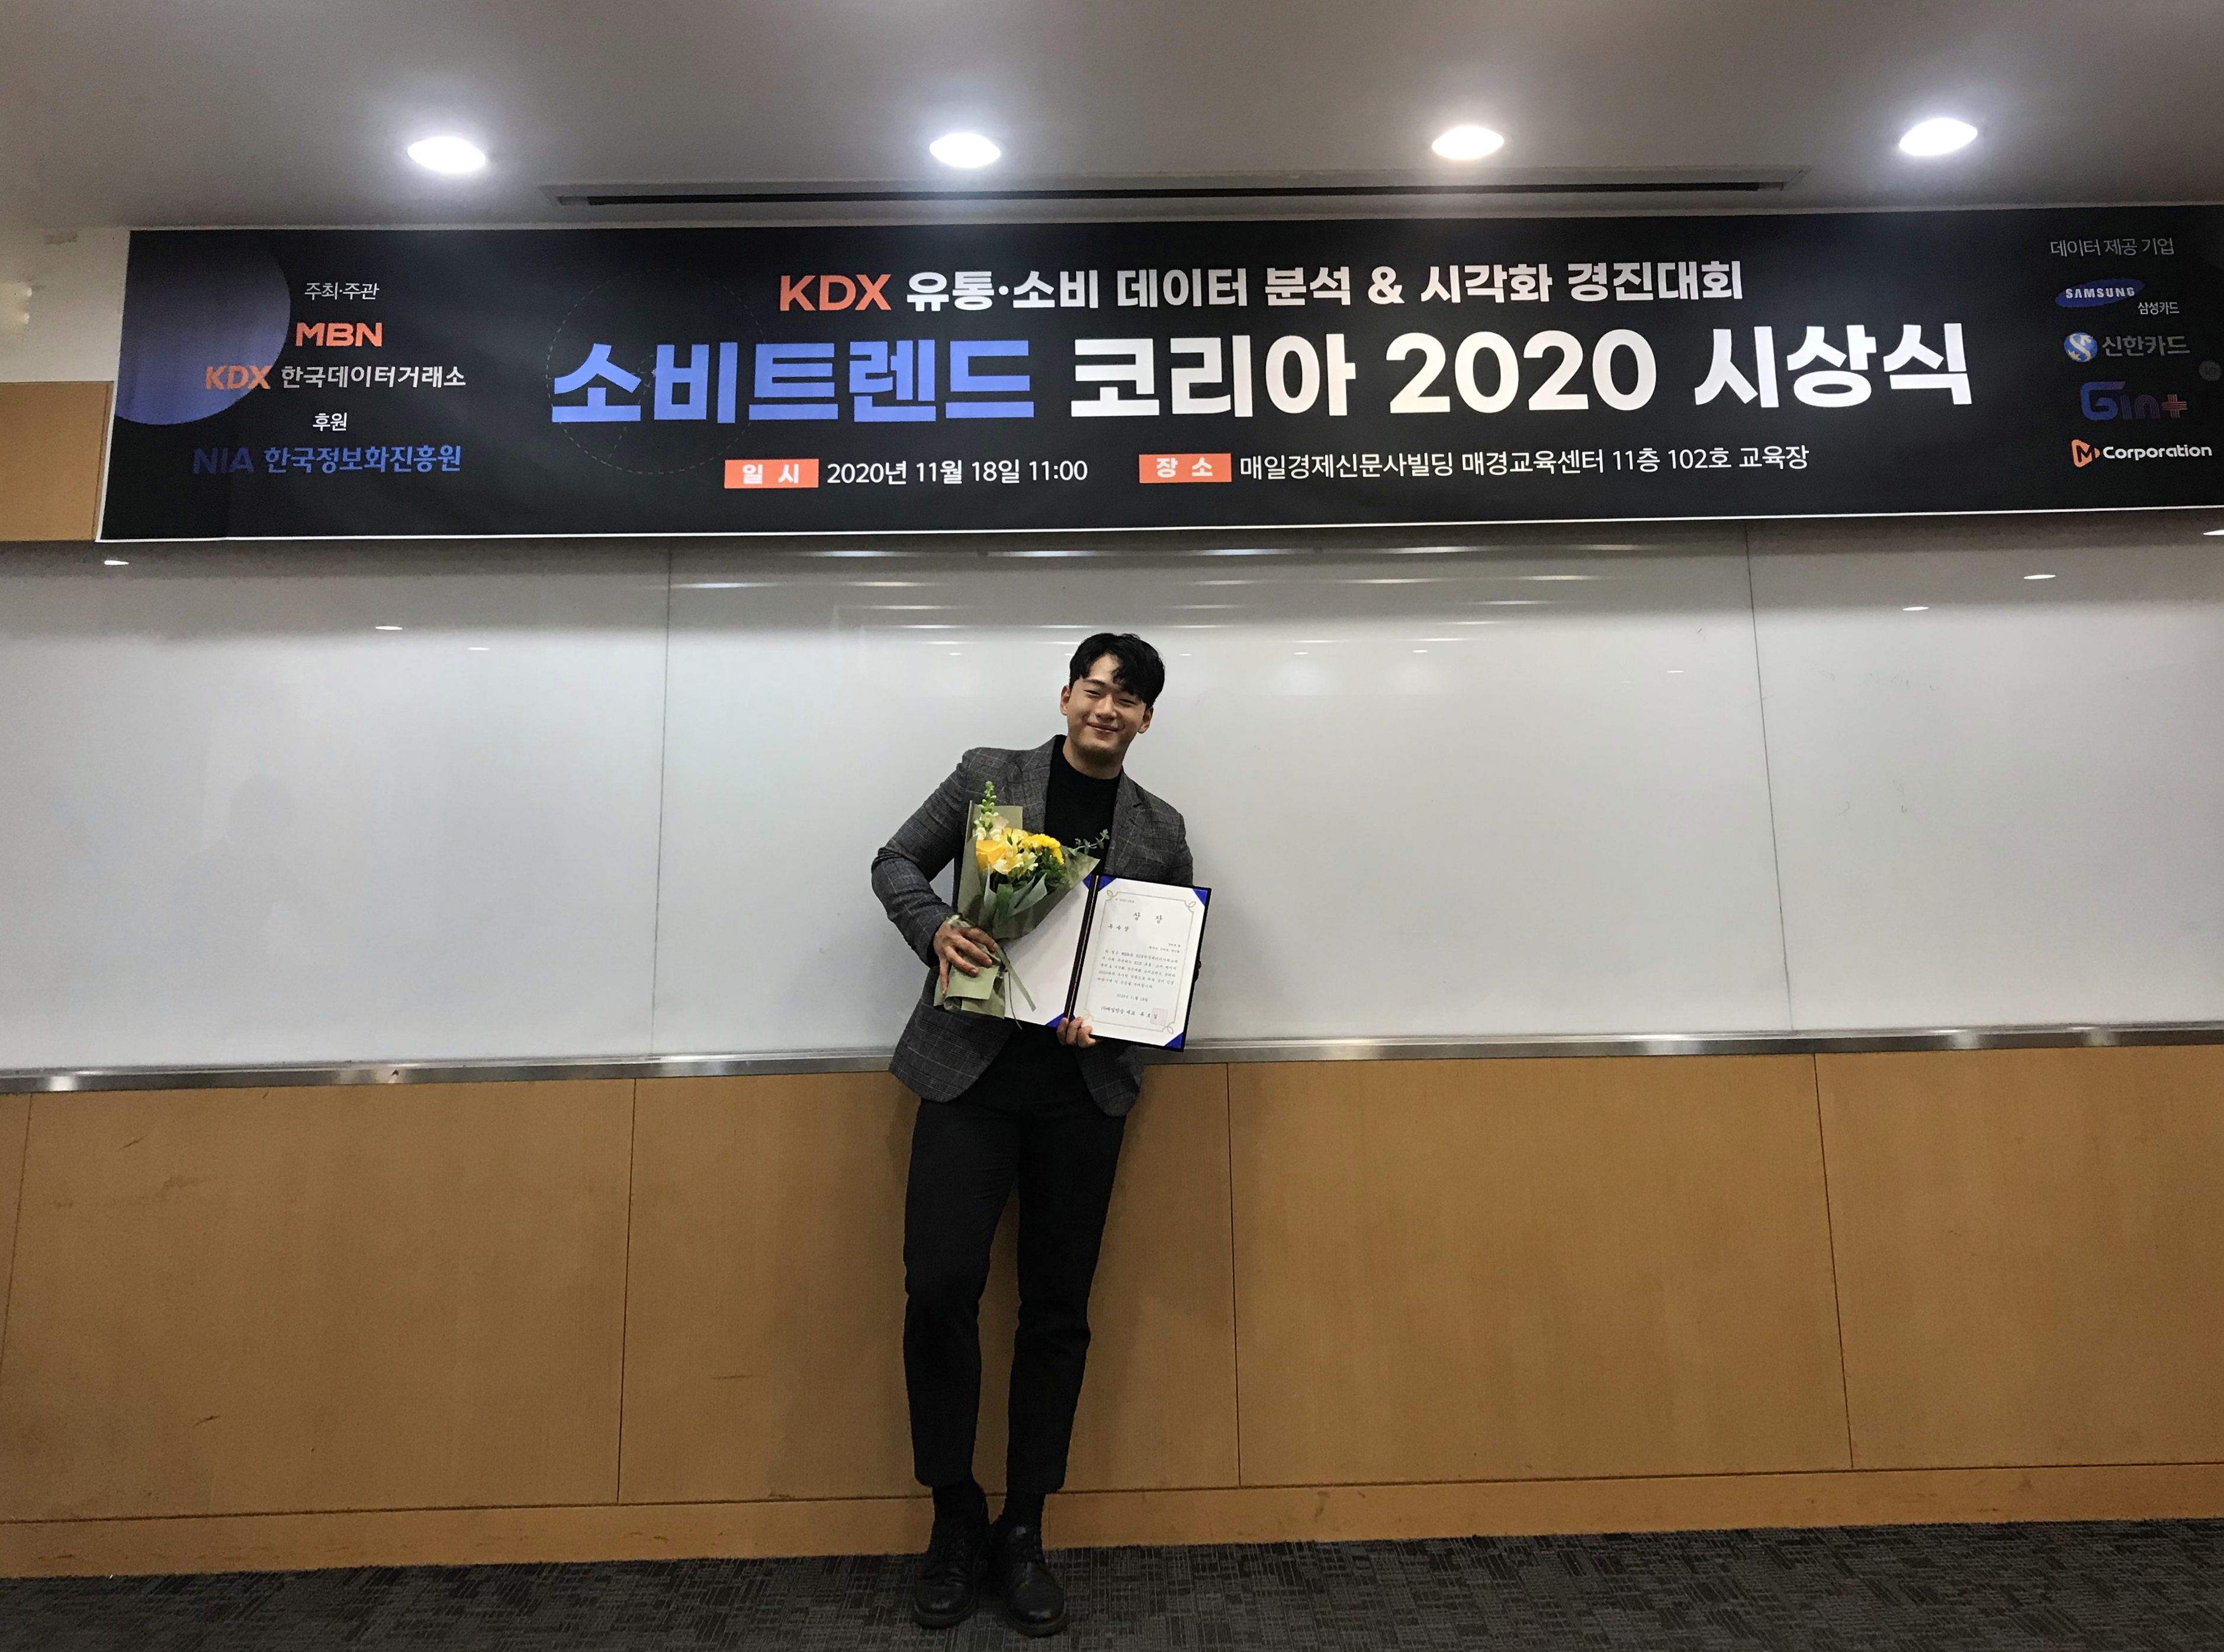 주최·주관
MBN
KDX 한국데이터거래소
후원
NIA 한국정보화진흥원
KDX 유통·소비 데이터 분석 & 시각화 경진대회
소비트렌드 코리아 2020 시상식
일 시 2020년 11월 18일 11:00 장 소 매일경제신문사빌딩 매경교육센터 11층 102호 교육장
데이터 제공 기업
SAMSUNG
삼성카드
신한카드
Gin+
M Corporation
상 장
우수상